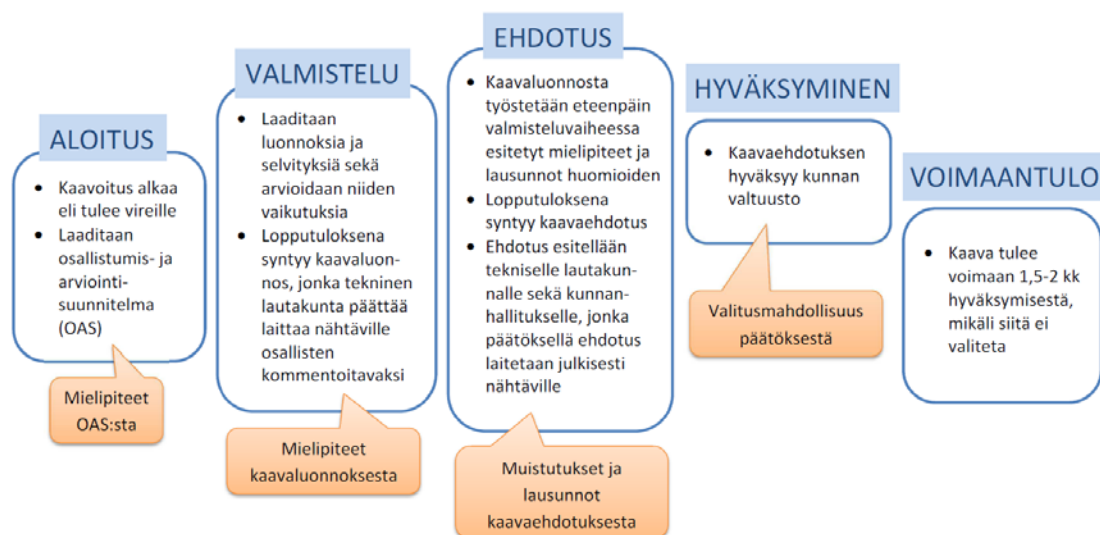 ALOITUS
• Kaavoitus alkaa
eli tulee vireille
• Laaditaan
osallistumis- ja
arviointi-
suunnitelma
(OAS)
Mielipiteet
OAS:sta
VALMISTELU
• Laaditaan
luonnoksia ja
selvityksiä sekä
arvioidaan niiden
vaikutuksia
• Lopputuloksena
syntyy kaavaluon-
nos, jonka tekninen
lautakunta päättää
laittaa nähtäville
osallisten
kommentoitavaksi
Mielipiteet
kaavaluonnoksesta
EHDOTUS
• Kaavaluonnosta
työstetään eteenpäin
valmisteluvaiheessa
esitetyt mielipiteet ja
lausunnot huomioiden
• Lopputuloksena
syntyy kaavaehdotus
• Ehdotus esitellään
tekniselle lautakun-
nalle sekä kunnan-
hallitukselle, jonka
päätöksellä ehdotus
laitetaan julkisesti
nähtäville
Muistutukset ja
lausunnot
kaavaehdotuksesta
HYVÄKSYMINEN
• Kaavaehdotuksen
hyväksyy kunnan
valtuusto
Valitusmahdollisuus
päätöksestä
VOIMAANTULO
• Kaava tulee
voimaan 1,5-2 kk
hyväksymisestä,
mikäli siitä ei
valiteta